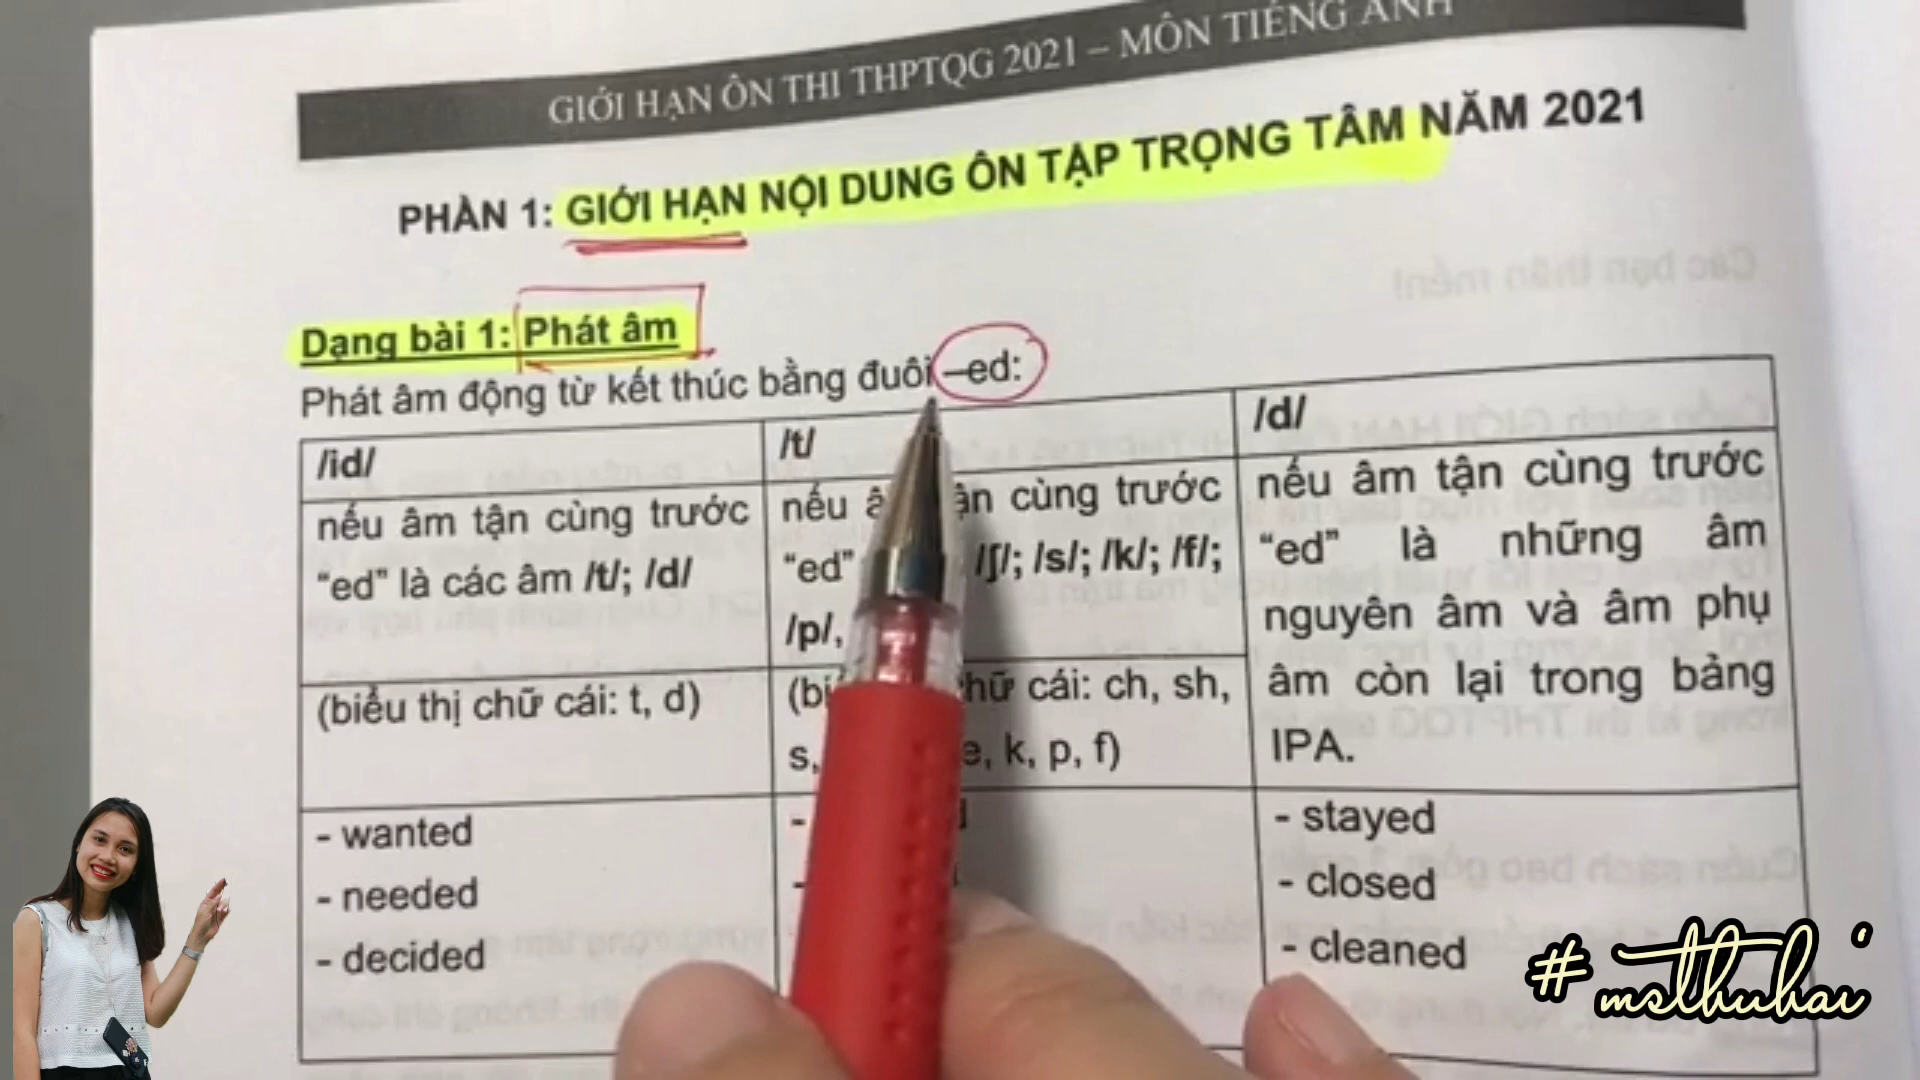 GIỚI HẠN ÔN THI THPTQG 2021 – MÔN TIẾNG ANH
PHẦN 1: GIỚI HẠN NỘI DUNG ÔN TẬP TRỌNG TÂM NĂM 2021
Dạng bài 1: Phát âm
Phát âm động từ kết thúc bằng đuôi –ed:
/id/
nếu âm tận cùng trước
“ed” là các âm /t/; /d/
(biểu thị chữ cái: t, d)
- wanted
- needed
- decided
/t/
nếu tận cùng trước
“ed” /ʃ/; /s/; /k/; /f/;
/p/,
chữ cái: ch, sh,
s, k, p, f)
/d/
nếu âm tận cùng trước
“ed” là những âm
nguyên âm và âm phụ
âm còn lại trong bảng
IPA.
- stayed
- closed
- cleaned
# msthuhai